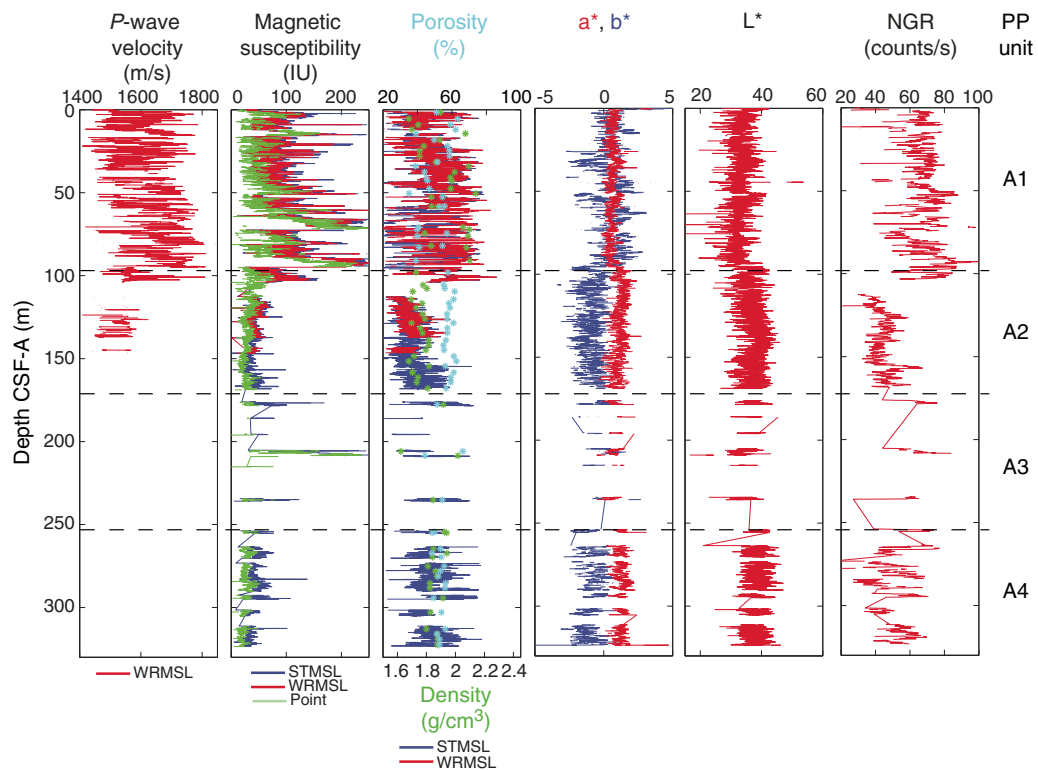 P-wave velocity (m/s)
Magnetic susceptibility (IU)
Porosity (%)
a*, b*
L*
NGR (counts/s)
PP unit
1400 1600 1800
0 100 200
20 60 100
-5 0 5
20 40 60
20 40 60 80 100
Depth CSF-A (m)
0
50
100
150
200
250
300
A1
A2
A3
A4
WRMSL
STMSL
WRMSL
Point
1.6 1.8 2 2.2 2.4
Density (g/cm³)
STMSL
WRMSL